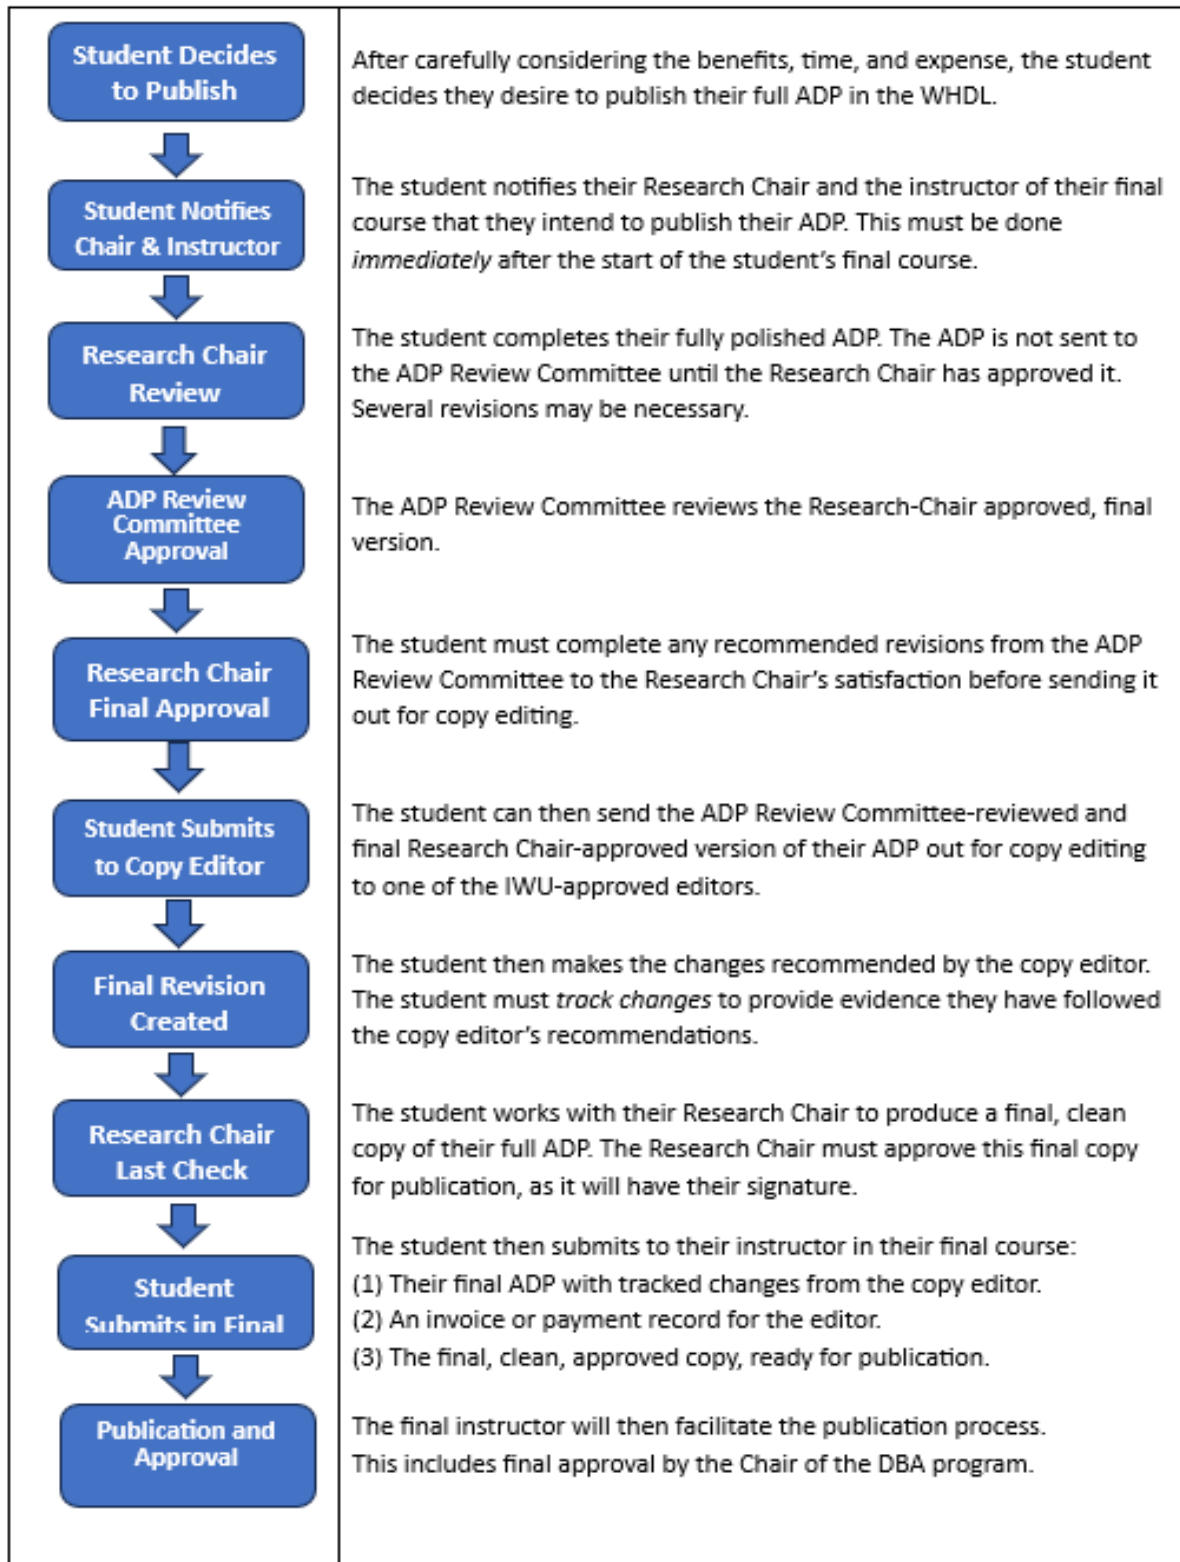 Student Decides
to Publish
After carefully considering the benefits, time, and expense, the student
decides they desire to publish their full ADP in the WHDL.
Student Notifies
Chair & Instructor
The student notifies their Research Chair and the instructor of their final
course that they intend to publish their ADP. This must be done
immediately after the start of the student's final course.
Research Chair
Review
The student completes their fully polished ADP. The ADP is not sent to
the ADP Review Committee until the Research Chair has approved it.
Several revisions may be necessary.
ADP Review
Committee
Approval
The ADP Review Committee reviews the Research-Chair approved, final
version.
Research Chair
Final Approval
The student must complete any recommended revisions from the ADP
Review Committee to the Research Chair's satisfaction before sending it
out for copy editing.
Student Submits
to Copy Editor
The student can then send the ADP Review Committee-reviewed and
final Research Chair-approved version of their ADP out for copy editing
to one of the IWU-approved editors.
Final Revision
Created
The student then makes the changes recommended by the copy editor.
The student must track changes to provide evidence they have followed
the copy editor's recommendations.
Research Chair
Last Check
The student works with their Research Chair to produce a final, clean
copy of their full ADP. The Research Chair must approve this final copy
for publication, as it will have their signature.
Student
Submits in Final
The student then submits to their instructor in their final course:
(1) Their final ADP with tracked changes from the copy editor.
(2) An invoice or payment record for the editor.
(3) The final, clean, approved copy, ready for publication.
Publication and
Approval
The final instructor will then facilitate the publication process.
This includes final approval by the Chair of the DBA program.